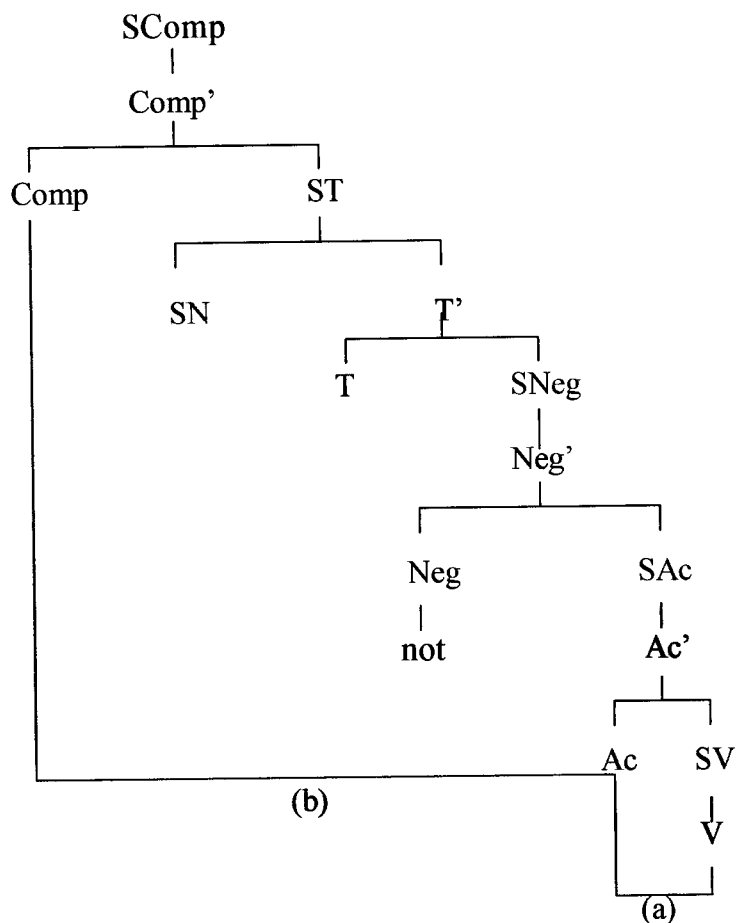 SComp
Comp’
Comp ST
SN T’
T SNeg
Neg’
Neg SAc
not Ac’
Ac SV
(b)
V
(a)